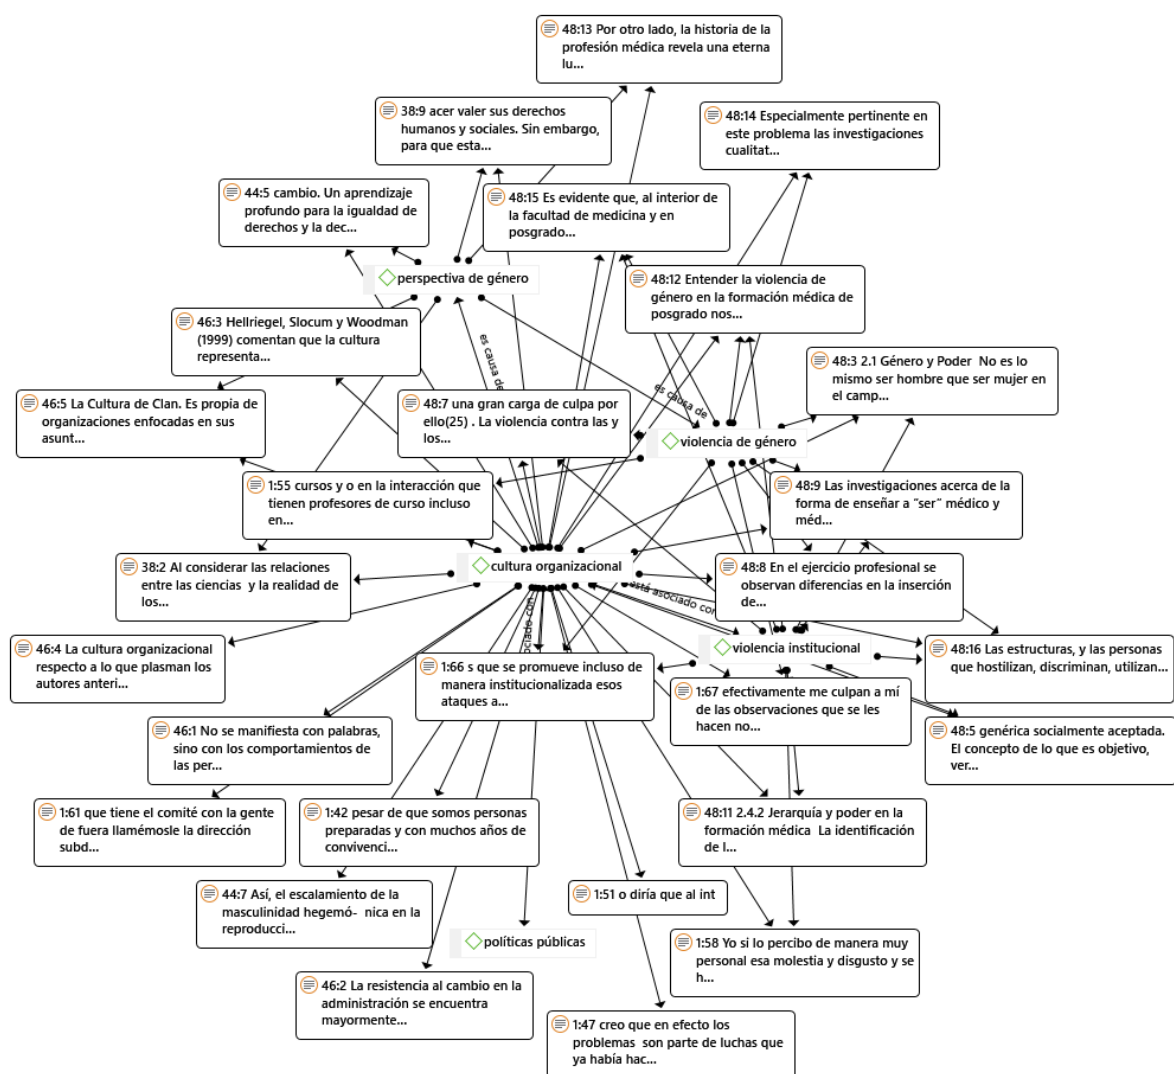 48:13 Por otro lado, la historia de la
profesión médica revela una eterna
lu...
38:9 acer valer sus derechos
humanos y sociales. Sin embargo,
para que esta...
48:14 Especialmente pertinente en
este problema las investigaciones
cualitat...
44:5 cambio. Un aprendizaje
profundo para la igualdad de
derechos y la dec...
48:15 Es evidente que, al interior de
la facultad de medicina y en
posgrado...
perspectiva de género
48:12 Entender la violencia de
género en la formación médica de
posgrado nos...
46:3 Hellriegel, Slocum y Woodman
(1999) comentan que la cultura
representa...
es causa de
48:3 2.1 Género y Poder  No es lo
mismo ser hombre que ser mujer en
el camp...
46:5 La Cultura de Clan. Es propia de
organizaciones enfocadas en sus
asunt...
48:7 una gran carga de culpa por
ello(25) . La violencia contra las y
los...
es causa de
violencia de género
1:55 cursos y o en la interacción que
tienen profesores de curso incluso
en...
48:9 Las investigaciones acerca de la
forma de enseñar a “ser” médico y
méd...
38:2 Al considerar las relaciones
entre las ciencias  y la realidad de
los...
cultura organizacional
48:8 En el ejercicio profesional se
observan diferencias en la inserción
de...
está asociado con
ociado con
46:4 La cultura organizacional
respecto a lo que plasman los
autores anteri...
1:66 s que se promueve incluso de
manera institucionalizada esos
ataques a...
violencia institucional
48:16 Las estructuras, y las personas
que hostilizan, discriminan, utilizan...
1:67 efectivamente me culpan a mí
de las observaciones que se les
hacen no...
46:1 No se manifiesta con palabras,
sino con los comportamientos de
las per...
48:5 genérica socialmente aceptada.
El concepto de lo que es objetivo,
ver...
1:61 que tiene el comité con la gente
de fuera llamémosle la dirección
subd...
1:42 pesar de que somos personas
preparadas y con muchos años de
convivenci...
48:11 2.4.2 Jerarquía y poder en la
formación médica  La identificación
de l...
44:7 Así, el escalamiento de la
masculinidad hegemó-  nica en la
reproducci...
1:51 o diría que al int
políticas públicas
1:58 Yo si lo percibo de manera muy
personal esa molestia y disgusto y se
h...
46:2 La resistencia al cambio en la
administración se encuentra
mayormente...
1:47 creo que en efecto los
problemas  son parte de luchas que
ya había hac...